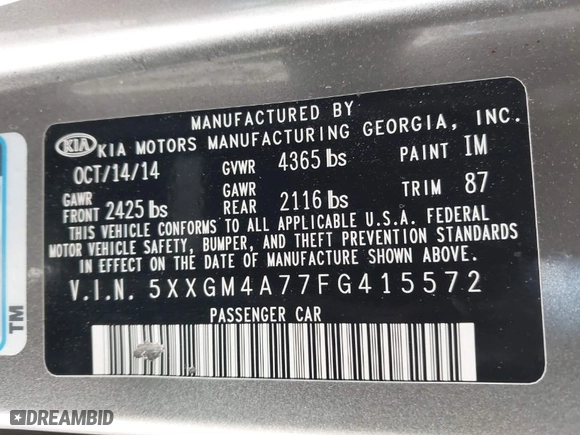 MANUFACTURED BY
KIA KIA MOTORS MANUFACTURING GEORGIA, INC.
OCT/14/14 GVWR 4365 lbs PAINT IM
GAWR FRONT 2425 lbs GAWR REAR 2116 lbs TRIM 87
THIS VEHICLE CONFORMS TO ALL APPLICABLE U.S.A. FEDERAL
MOTOR VEHICLE SAFETY, BUMPER, AND THEFT PREVENTION STANDARDS
IN EFFECT ON THE DATE OF MANUFACTURE SHOWN ABOVE.
V.I.N. 5XXGM4A77FG415572
PASSENGER CAR
TM
DREAMBID